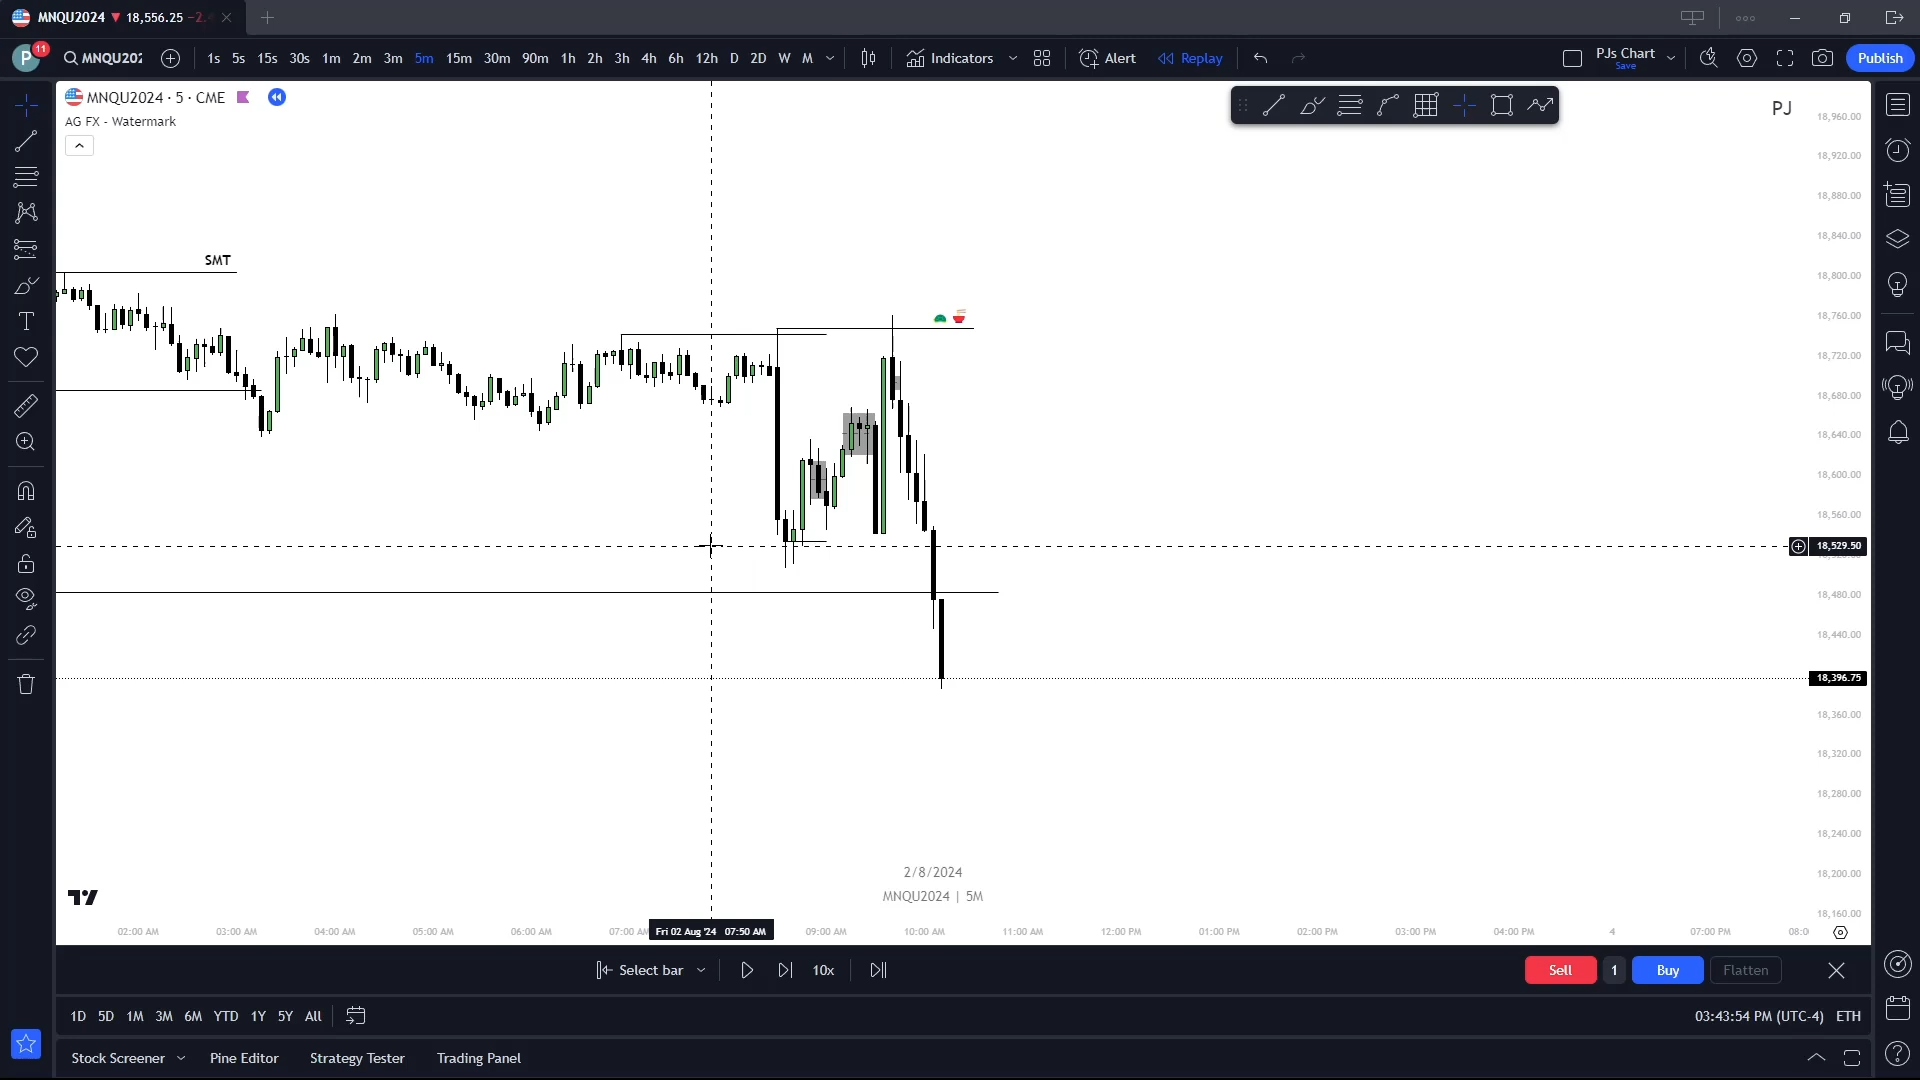 MNQU2024 18,556.25 −2.
P 11 MNQU202 1s 5s 15s 30s 1m 2m 3m 5m 15m 30m 90m 1h 2h 3h 4h 6h 12h D 2D W M Indicators Alert Replay PJs Chart Save Publish
MNQU2024 · 5 · CME
AG FX - Watermark
PJ
18,960.00
18,920.00
18,880.00
18,840.00
SMT
18,800.00
18,760.00
18,720.00
18,680.00
18,640.00
18,600.00
18,560.00
18,529.50
18,480.00
18,440.00
18,396.75
18,360.00
18,320.00
18,280.00
18,240.00
18,200.00
18,160.00
2/8/2024
MNQU2024 | 5M
02:00 AM 03:00 AM 04:00 AM 05:00 AM 06:00 AM 07:00 AM Fri 02 Aug '24 07:50 AM 09:00 AM 10:00 AM 11:00 AM 12:00 PM 01:00 PM 02:00 PM 03:00 PM 04:00 PM 4 07:00 PM 08:0
Select bar 10x Sell 1 Buy Flatten
1D 5D 1M 3M 6M YTD 1Y 5Y All 03:43:54 PM (UTC-4) ETH
Stock Screener Pine Editor Strategy Tester Trading Panel